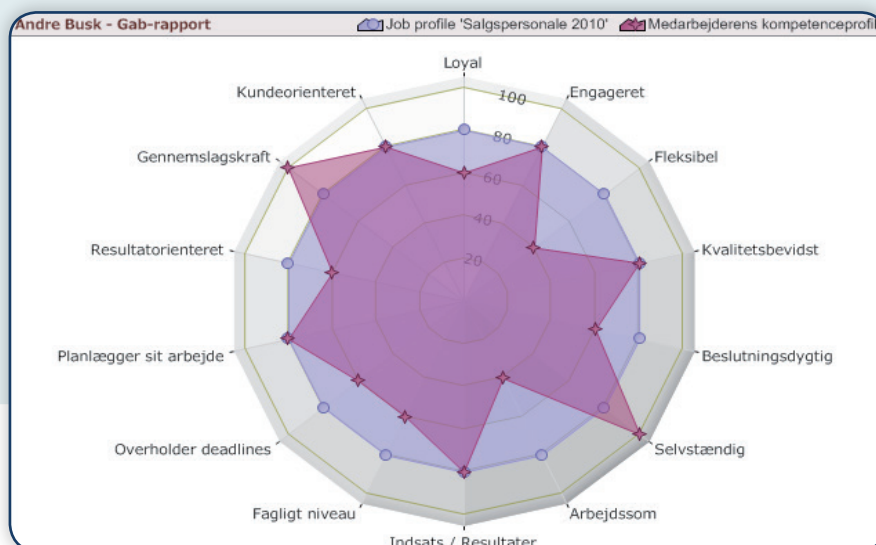 Andre Busk - Gab-rapport
Job profile 'Salgspersonale 2010'
Medarbejderens kompetenceprofil
Loyal
Kundeorienteret
Engageret
100
Gennemslagskraft
80
Fleksibel
60
Resultatorienteret
40
Kvalitetsbevidst
20
Planlægger sit arbejde
Beslutningsdygtig
Overholder deadlines
Selvstændig
Fagligt niveau
Arbejdssom
Indsats / Resultater